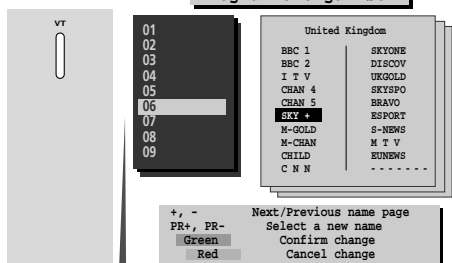 VT
01
02
03
04
05
06
07
08
09
United Kingdom
BBC 1 SKYONE
BBC 2 DISCOV
I T V UKGOLD
CHAN 4 SKYSPO
CHAN 5 BRAVO
SKY + ESPORT
M-GOLD S-NEWS
M-CHAN M T V
CHILD EUNEWS
C N N - - - - - - -
+, - Next/Previous name page
PR+, PR- Select a new name
Green Confirm change
Red Cancel change